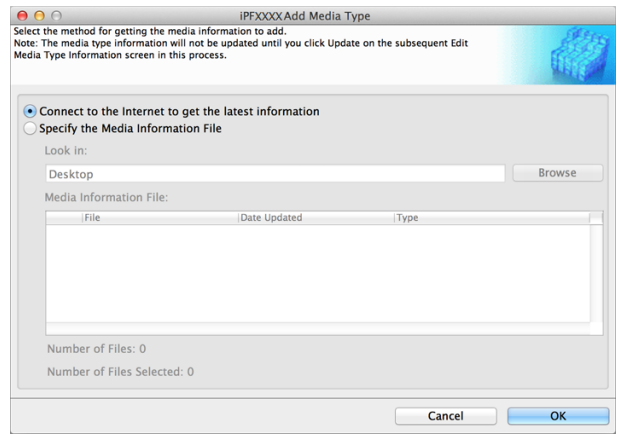 iPFXXXX Add Media Type
Select the method for getting the media information to add.
Note: The media type information will not be updated until you click Update on the subsequent Edit
Media Type Information screen in this process.
Connect to the Internet to get the latest information
Specify the Media Information File
Look in:
Desktop
Browse
Media Information File:
File Date Updated Type
Number of Files: 0
Number of Files Selected: 0
Cancel OK